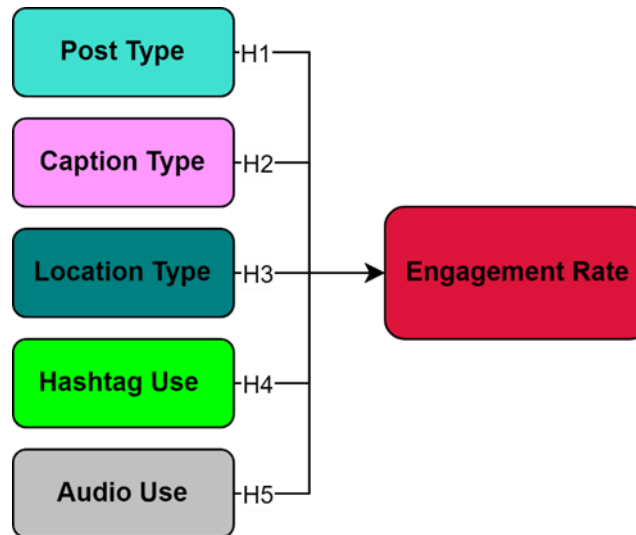 Post Type
H1
Caption Type
H2
Location Type
H3
Engagement Rate
Hashtag Use
H4
Audio Use
H5